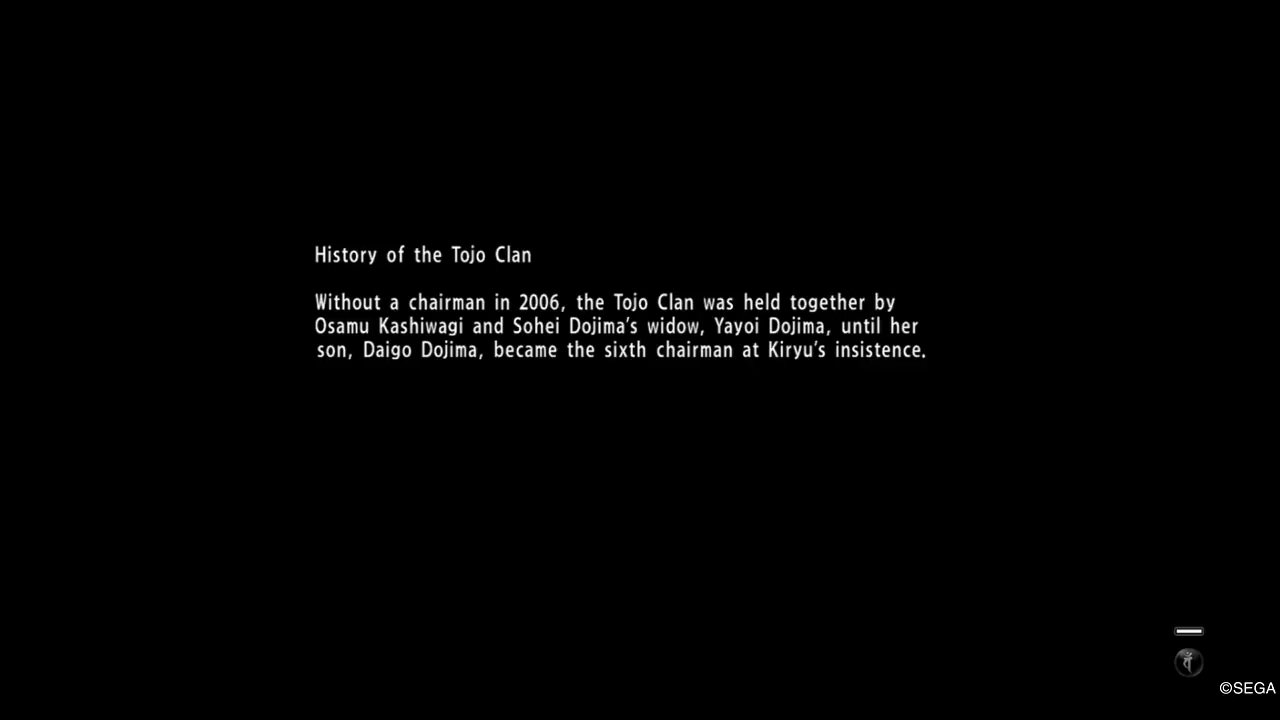 History of the Tojo Clan
Without a chairman in 2006, the Tojo Clan was held together by
Osamu Kashiwagi and Sohei Dojima's widow, Yayoi Dojima, until her
son, Daigo Dojima, became the sixth chairman at Kiryu's insistence.
©SEGA